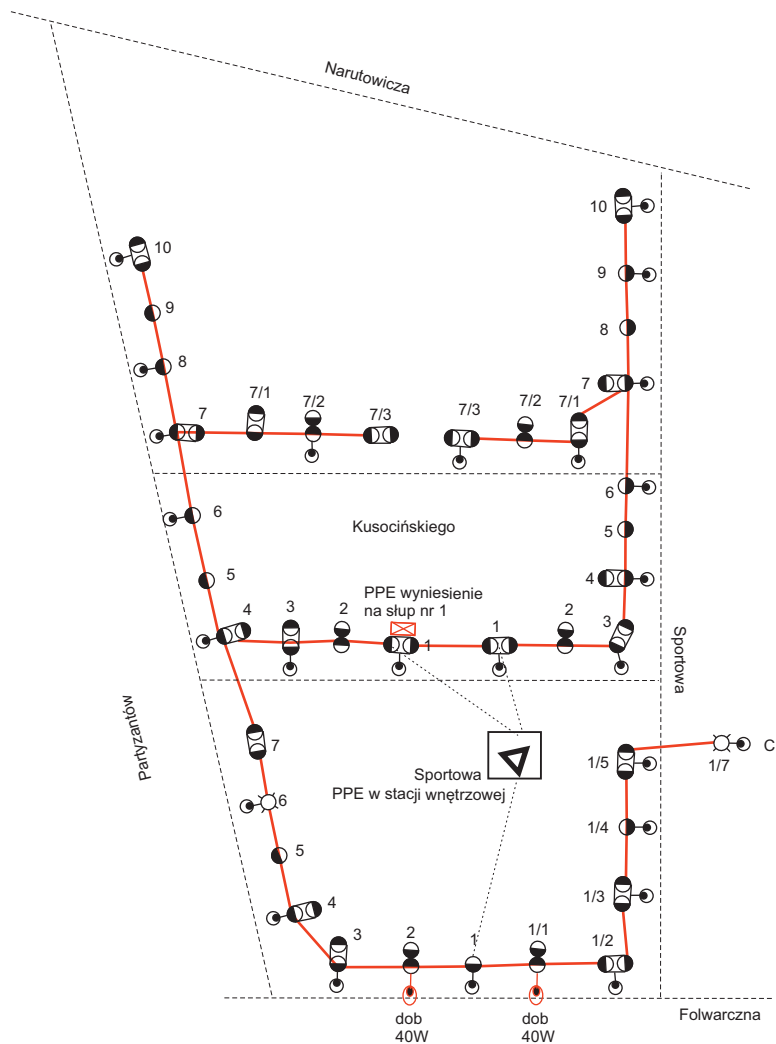 Narutowicza
10
10
9
9
8
8
7
7/1
7/2
7/3
7/3
7/2
7/1
7
6
6
Kusocińskiego
5
5
4
PPE wyniesienie
na słup nr 1
4
3
2
1
1
2
3
Sportowa
Partyzantów
7
Sportowa
PPE w stacji wnętrzowej
1/5
1/7
C
6
1/4
5
1/3
4
3
2
1
1/1
1/2
dob
40W
dob
40W
Folwarczna